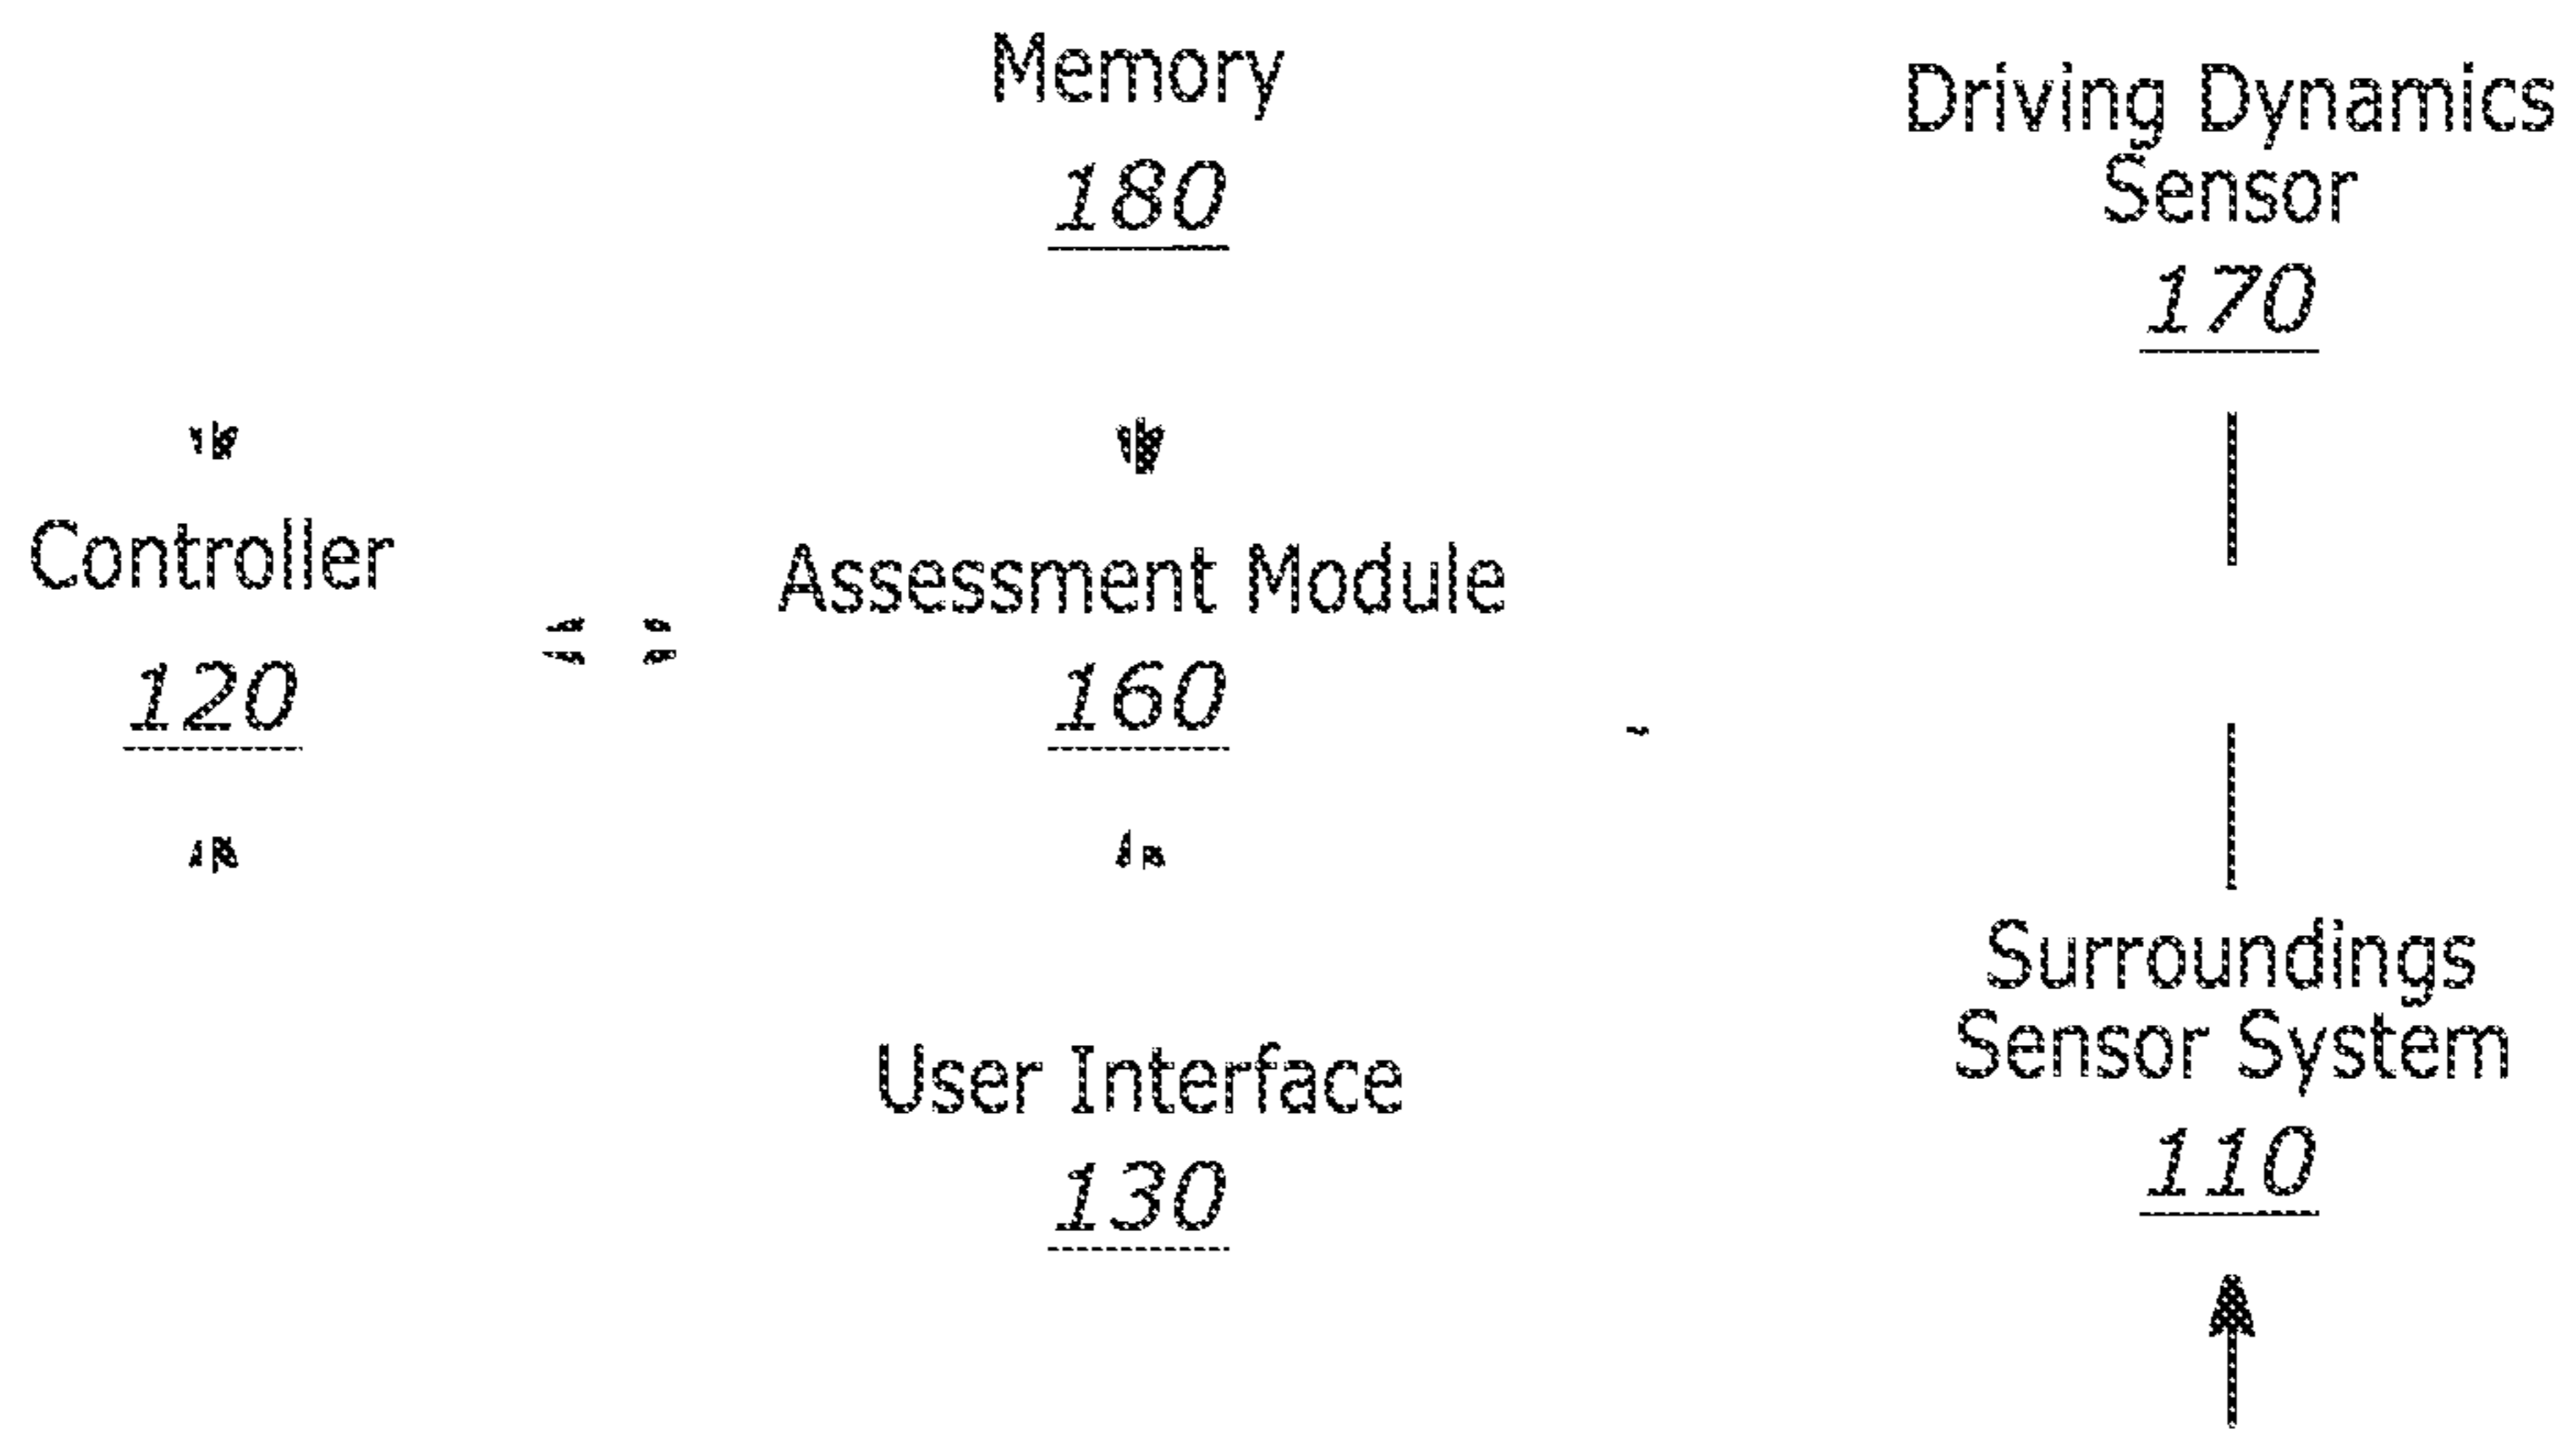 Memory
180
Driving Dynamics
Sensor
170
Controller
120
Assessment Module
160
User Interface
130
Surroundings
Sensor System
110